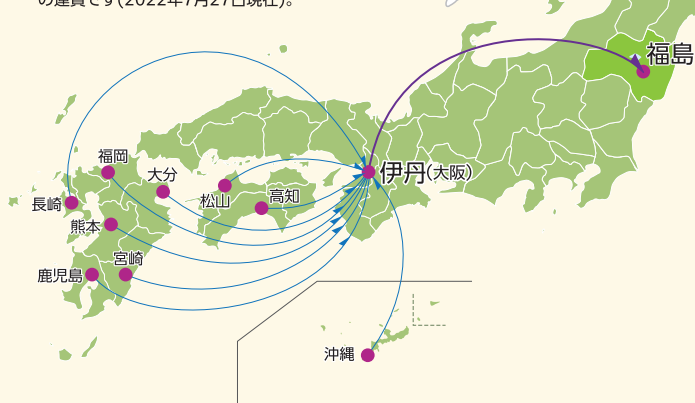 の運賃です(2022年7月27日現在)。
福島
福岡
大分
伊丹(大阪)
松山
高知
長崎
熊本
宮崎
鹿児島
沖縄